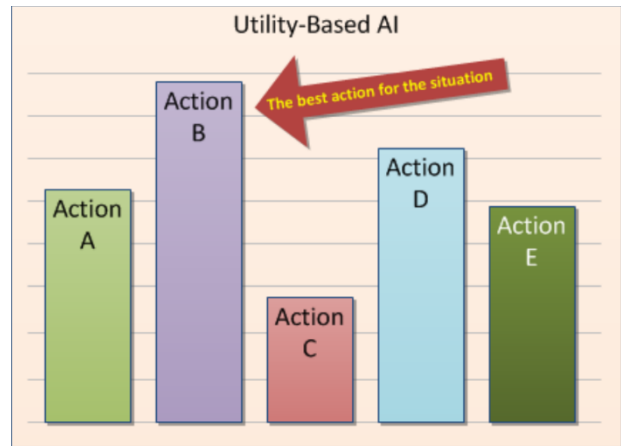 Utility-Based AI
The best action for the situation
Action
A
Action
B
Action
C
Action
D
Action
E